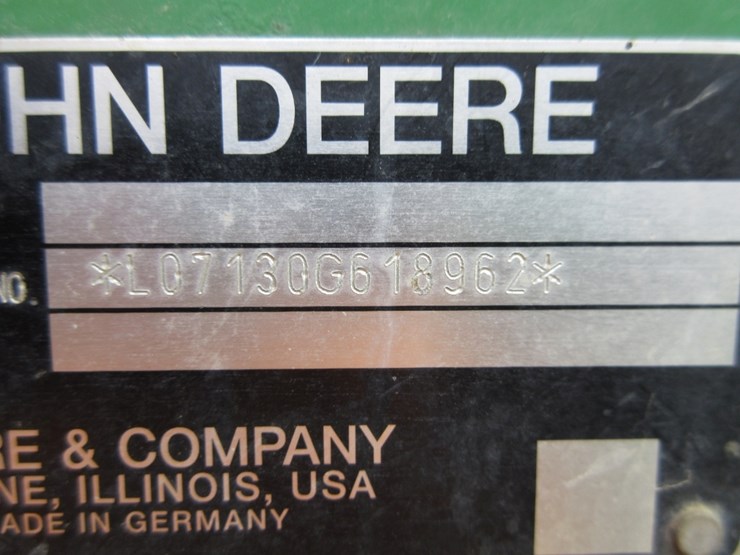 HN DEERE
NO. *L07130G618962*
RE & COMPANY
NE, ILLINOIS, USA
ADE IN GERMANY